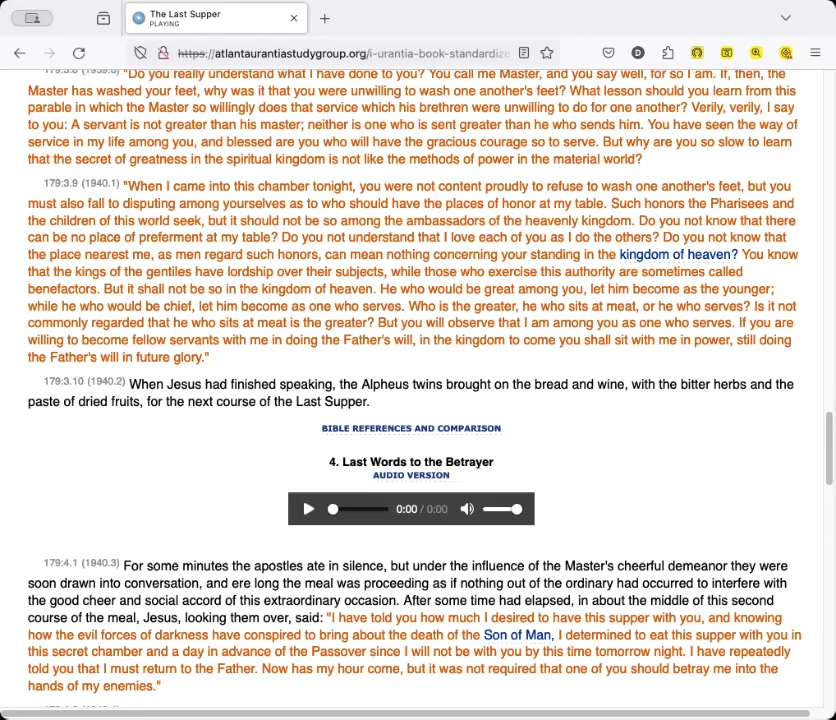 The Last Supper
PLAYING
https://atlantaurantiastudygroup.org/i-urantia-book-standardize
179:3.8 (1939.6) "Do you really understand what I have done to you? You call me Master, and you say well, for so I am. If, then, the
Master has washed your feet, why was it that you were unwilling to wash one another's feet? What lesson should you learn from this
parable in which the Master so willingly does that service which his brethren were unwilling to do for one another? Verily, verily, I say
to you: A servant is not greater than his master; neither is one who is sent greater than he who sends him. You have seen the way of
service in my life among you, and blessed are you who will have the gracious courage so to serve. But why are you so slow to learn
that the secret of greatness in the spiritual kingdom is not like the methods of power in the material world?
179:3.9 (1940.1) "When I came into this chamber tonight, you were not content proudly to refuse to wash one another's feet, but you
must also fall to disputing among yourselves as to who should have the places of honor at my table. Such honors the Pharisees and
the children of this world seek, but it should not be so among the ambassadors of the heavenly kingdom. Do you not know that there
can be no place of preferment at my table? Do you not understand that I love each of you as I do the others? Do you not know that
the place nearest me, as men regard such honors, can mean nothing concerning your standing in the kingdom of heaven? You know
that the kings of the gentiles have lordship over their subjects, while those who exercise this authority are sometimes called
benefactors. But it shall not be so in the kingdom of heaven. He who would be great among you, let him become as the younger;
while he who would be chief, let him become as one who serves. Who is the greater, he who sits at meat, or he who serves? Is it not
commonly regarded that he who sits at meat is the greater? But you will observe that I am among you as one who serves. If you are
willing to become fellow servants with me in doing the Father's will, in the kingdom to come you shall sit with me in power, still doing
the Father's will in future glory."
179:3.10 (1940.2) When Jesus had finished speaking, the Alpheus twins brought on the bread and wine, with the bitter herbs and the
paste of dried fruits, for the next course of the Last Supper.
BIBLE REFERENCES AND COMPARISON
4. Last Words to the Betrayer
AUDIO VERSION
0:00 / 0:00
179:4.1 (1940.3) For some minutes the apostles ate in silence, but under the influence of the Master's cheerful demeanor they were
soon drawn into conversation, and ere long the meal was proceeding as if nothing out of the ordinary had occurred to interfere with
the good cheer and social accord of this extraordinary occasion. After some time had elapsed, in about the middle of this second
course of the meal, Jesus, looking them over, said: "I have told you how much I desired to have this supper with you, and knowing
how the evil forces of darkness have conspired to bring about the death of the Son of Man, I determined to eat this supper with you in
this secret chamber and a day in advance of the Passover since I will not be with you by this time tomorrow night. I have repeatedly
told you that I must return to the Father. Now has my hour come, but it was not required that one of you should betray me into the
hands of my enemies."